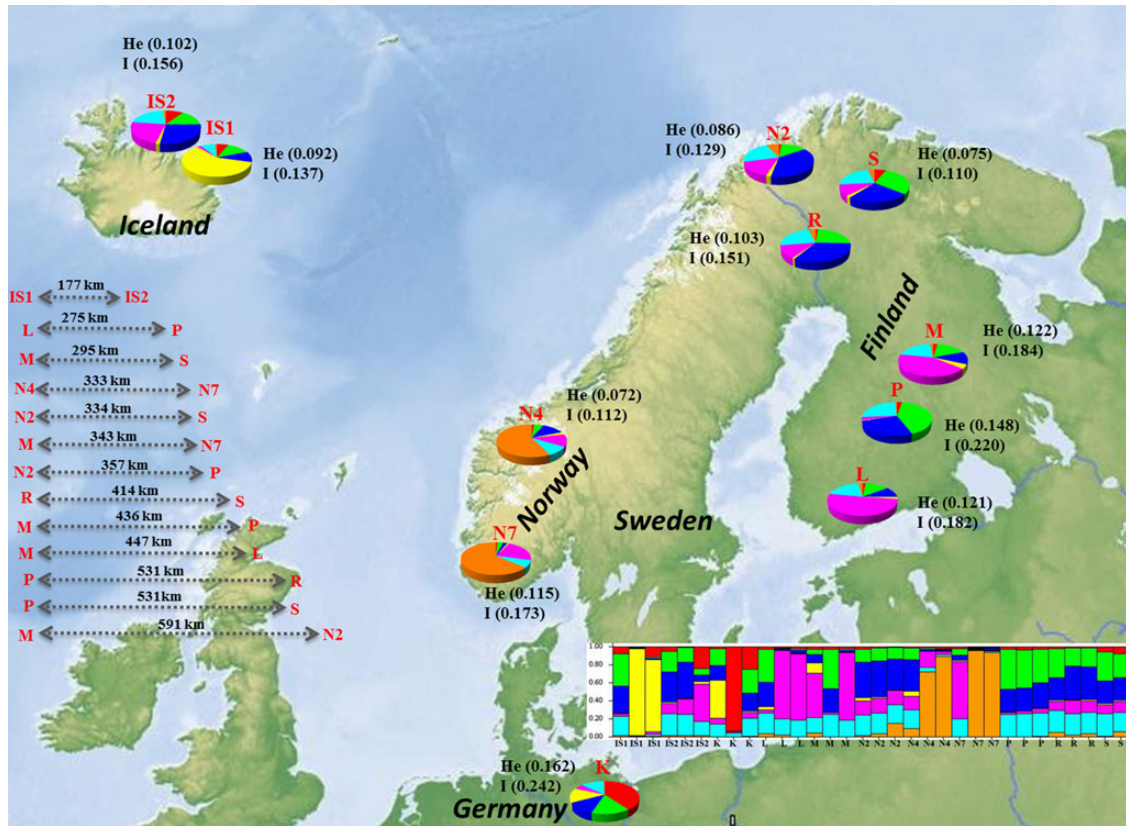 He (0.102)
I (0.156)
IS2
IS1
He (0.092)
I (0.137)
Iceland
He (0.086)
I (0.129)
N2
S
He (0.075)
I (0.110)
R
He (0.103)
I (0.151)
Finland
M
He (0.122)
I (0.184)
P
He (0.148)
I (0.220)
L
He (0.121)
I (0.182)
N4
He (0.072)
I (0.112)
Norway
Sweden
N7
He (0.115)
I (0.173)
177 km
IS1 IS2
275 km
L P
295 km
M S
333 km
N4 N7
334 km
N2 S
343 km
M N7
357 km
N2 P
414 km
R S
436 km
M P
447 km
M L
531 km
P R
531km
P S
591 km
M N2
1.00
0.80
0.60
0.40
0.20
0.00
IS1 IS1 IS1 IS2 IS2 IS2 K K K L L L M M M N2 N2 N2 N4 N4 N4 N7 N7 N7 P P P R R R S S
He (0.162)
I (0.242)
K
Germany